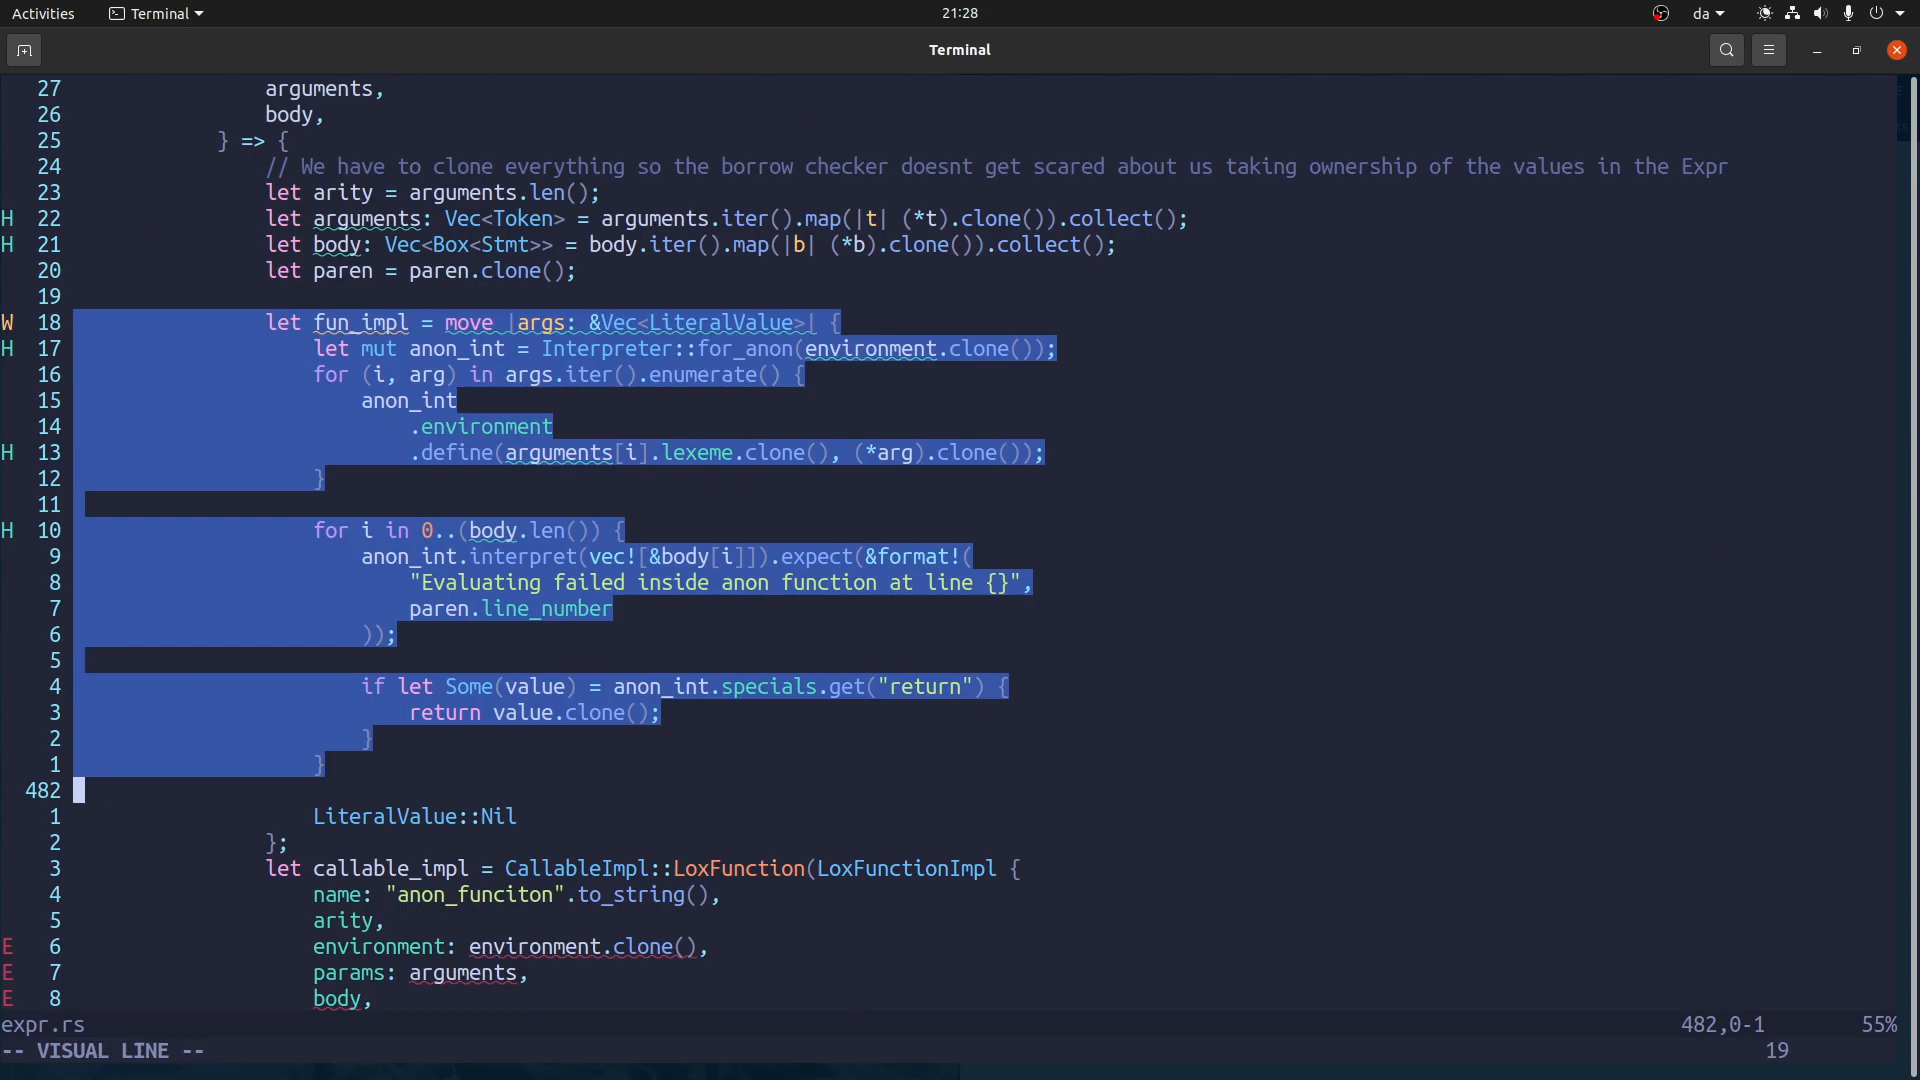 Activities Terminal 21:28 da
Terminal
27 arguments,
26 body,
25 } => {
24 // We have to clone everything so the borrow checker doesnt get scared about us taking ownership of the values in the Expr
23 let arity = arguments.len();
H 22 let arguments: Vec<Token> = arguments.iter().map(|t| (*t).clone()).collect();
H 21 let body: Vec<Box<Stmt>> = body.iter().map(|b| (*b).clone()).collect();
20 let paren = paren.clone();
19
W 18 let fun_impl = move |args: &Vec<LiteralValue>| {
H 17 let mut anon_int = Interpreter::for_anon(environment.clone());
16 for (i, arg) in args.iter().enumerate() {
15 anon_int
14 .environment
H 13 .define(arguments[i].lexeme.clone(), (*arg).clone());
12 }
11
H 10 for i in 0..(body.len()) {
9 anon_int.interpret(vec![&body[i]]).expect(&format!(
8 "Evaluating failed inside anon function at line {}",
7 paren.line_number
6 ));
5
4 if let Some(value) = anon_int.specials.get("return") {
3 return value.clone();
2 }
1 }
482
1 LiteralValue::Nil
2 };
3 let callable_impl = CallableImpl::LoxFunction(LoxFunctionImpl {
4 name: "anon_funciton".to_string(),
5 arity,
E 6 environment: environment.clone(),
E 7 params: arguments,
E 8 body,
expr.rs 482,0-1 55%
-- VISUAL LINE -- 19